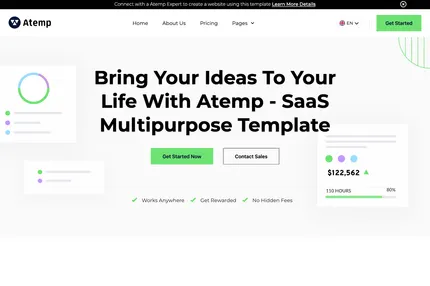 Connect with a Atemp Expert to create a website using this template Learn More Details
Atemp
Home About Us Pricing Pages EN Get Started
Bring Your Ideas To Your
Life With Atemp - SaaS
Multipurpose Template
Get Started Now Contact Sales
$122,562
150 HOURS 80%
Works Anywhere Get Rewarded No Hidden Fees